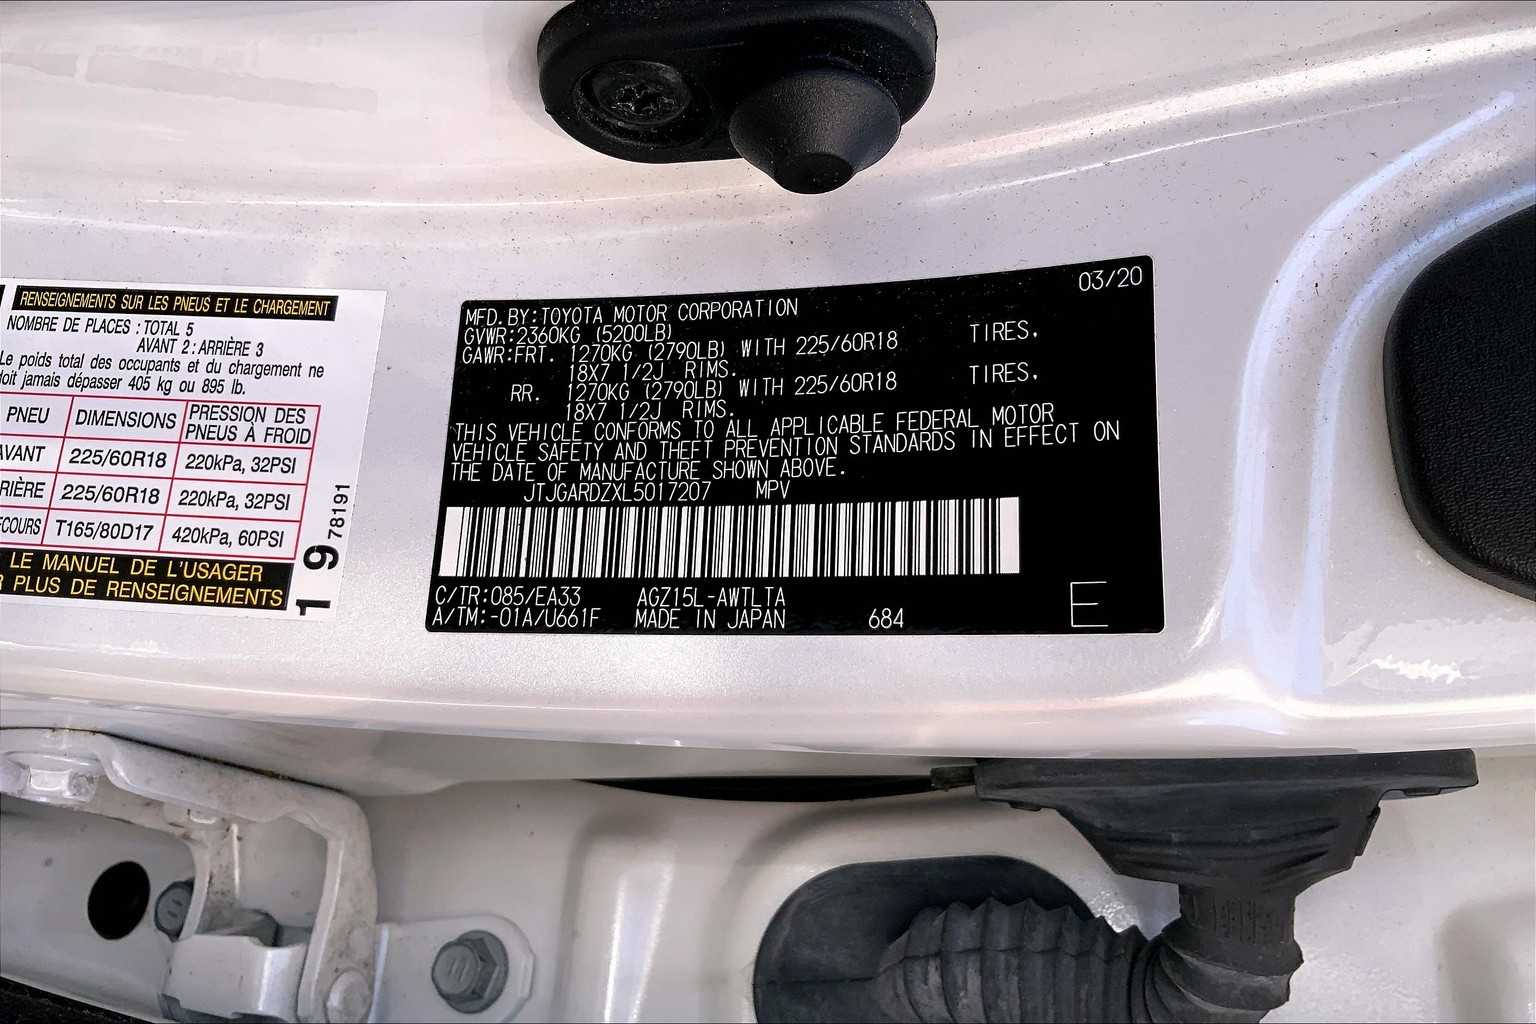 RENSEIGNEMENTS SUR LES PNEUS ET LE CHARGEMENT
NOMBRE DE PLACES : TOTAL 5
AVANT 2 : ARRIÈRE 3
Le poids total des occupants et du chargement ne
doit jamais dépasser 405 kg ou 895 lb.
PNEU DIMENSIONS PRESSION DES PNEUS À FROID
AVANT 225/60R18 220kPa, 32PSI
RIÈRE 225/60R18 220kPa, 32PSI
ECOURS T165/80D17 420kPa, 60PSI
LE MANUEL DE L'USAGER
R PLUS DE RENSEIGNEMENTS
19 78191
03/20
MFD. BY:TOYOTA MOTOR CORPORATION
GVWR:2360KG (5200LB)
GAWR:FRT. 1270KG (2790LB) WITH 225/60R18 TIRES,
18X7 1/2J RIMS.
RR. 1270KG (2790LB) WITH 225/60R18 TIRES,
18X7 1/2J RIMS.
THIS VEHICLE CONFORMS TO ALL APPLICABLE FEDERAL MOTOR
VEHICLE SAFETY AND THEFT PREVENTION STANDARDS IN EFFECT ON
THE DATE OF MANUFACTURE SHOWN ABOVE.
JTJGARDZXL5017207 MPV
C/TR:085/EA33 AGZ15L-AWTLTA
A/TM:-01A/U661F MADE IN JAPAN 684 E